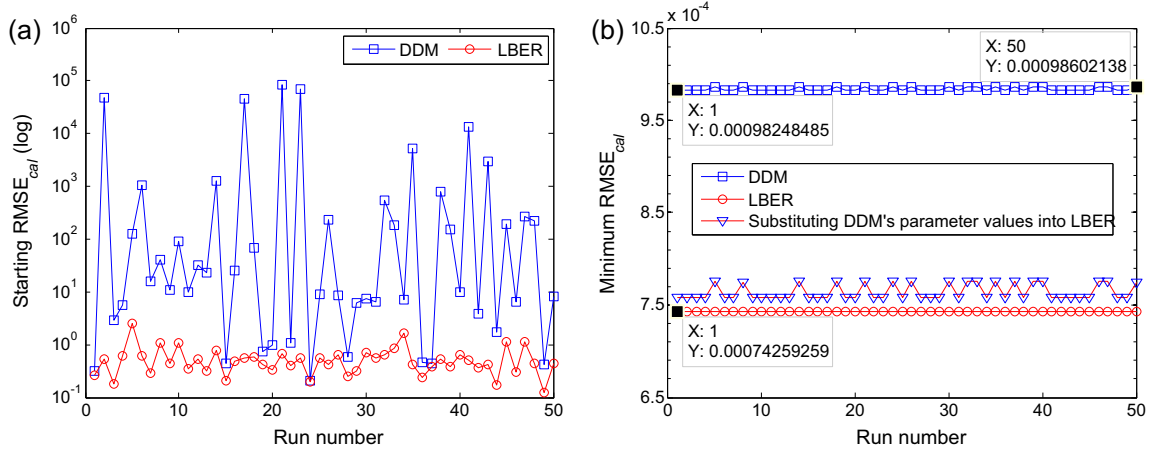 (a)
10^6
10^5
10^4
10^3
10^2
10^1
10^0
10^-1
Starting RMSE_cal (log)
DDM
LBER
0
10
20
30
40
50
Run number
(b)
x 10^-4
10.5
9.5
8.5
7.5
6.5
Minimum RMSE_cal
X: 50
Y: 0.00098602138
X: 1
Y: 0.00098248485
DDM
LBER
Substituting DDM's parameter values into LBER
X: 1
Y: 0.00074259259
0
10
20
30
40
50
Run number